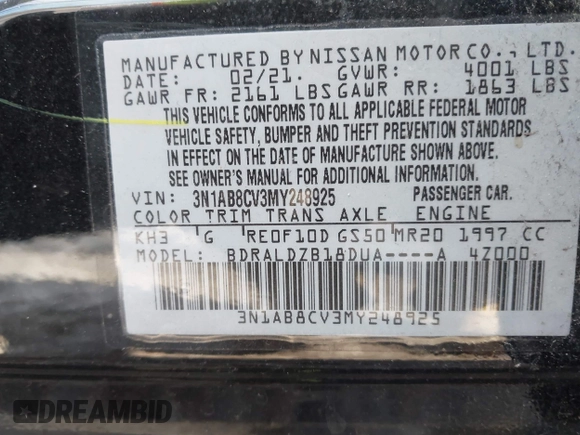 MANUFACTURED BY NISSAN MOTOR CO., LTD.
DATE: 02/21. GVWR: 4001 LBS
GAWR FR: 2161 LBS GAWR RR: 1863 LBS
THIS VEHICLE CONFORMS TO ALL APPLICABLE FEDERAL MOTOR
VEHICLE SAFETY, BUMPER AND THEFT PREVENTION STANDARDS
IN EFFECT ON THE DATE OF MANUFACTURE SHOWN ABOVE.
SEE OWNER'S MANUAL FOR ADDITIONAL INFORMATION.
VIN: 3N1AB8CV3MY248925 PASSENGER CAR.
COLOR TRIM TRANS AXLE ENGINE
KH3 G RE0F10D GS50 MR20 1997 CC
MODEL: BDRALDZB18DUA----A 4Z000
3N1AB8CV3MY248925
DREAMBID